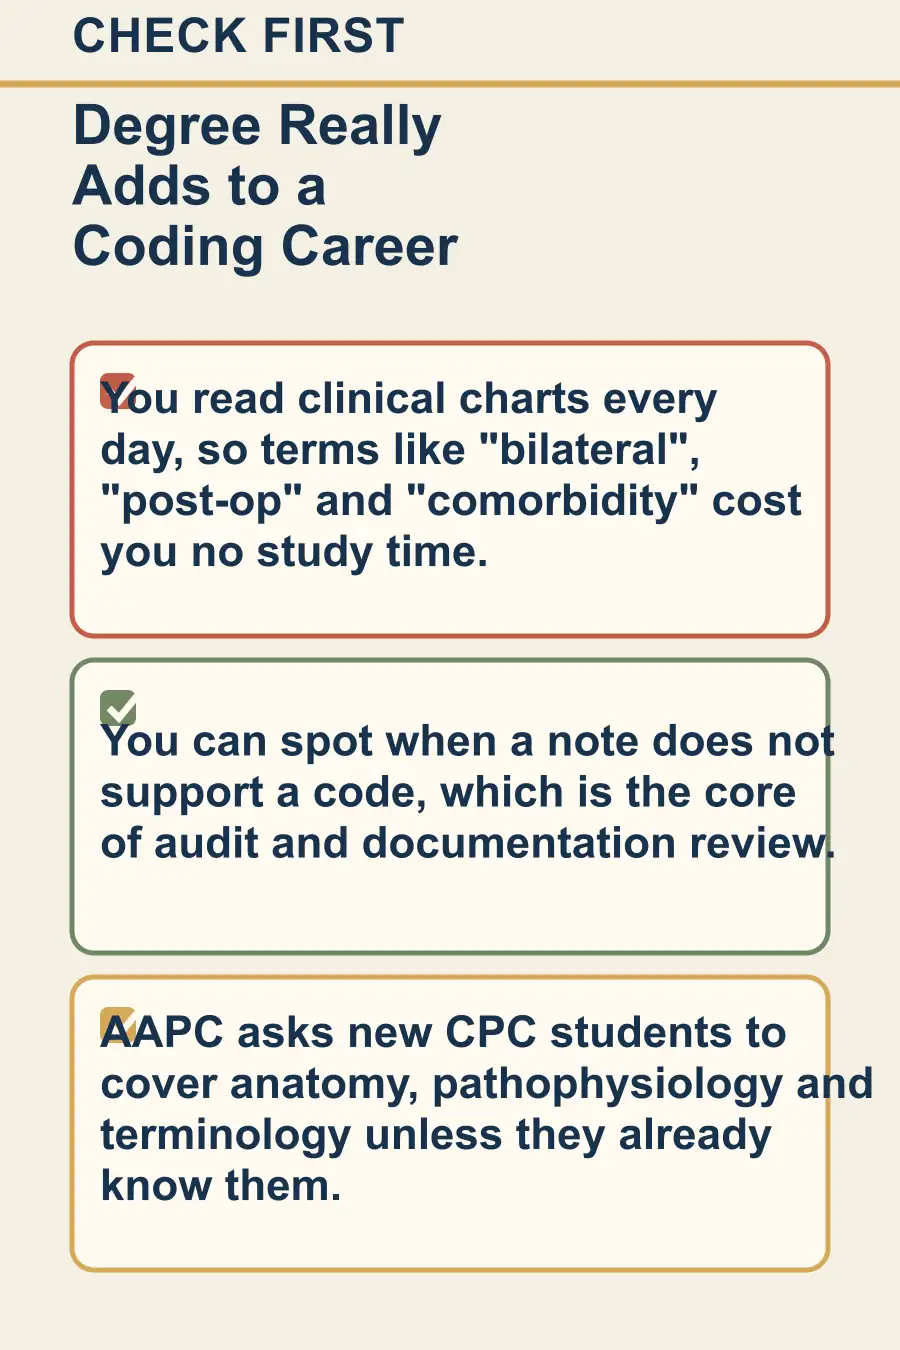 CHECK FIRST
Degree Really
Adds to a
Coding Career
You read clinical charts every
day, so terms like "bilateral",
"post-op" and "comorbidity" cost
you no study time.
You can spot when a note does not
support a code, which is the core
of audit and documentation review.
AAPC asks new CPC students to
cover anatomy, pathophysiology and
terminology unless they already
know them.